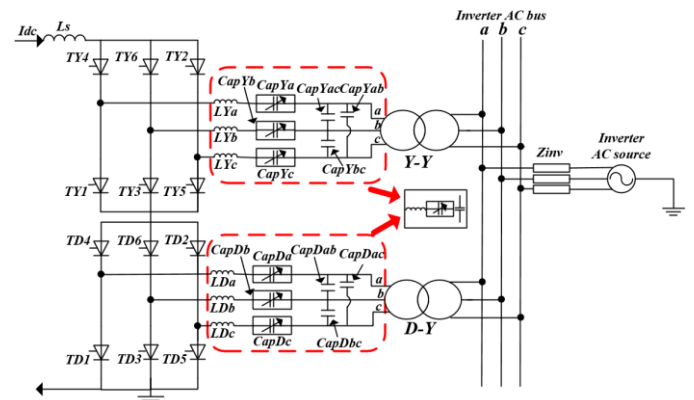 Inverter AC bus
a b c
Idc
Ls
TY4 TY6 TY2
CapYb CapYa CapYac CapYab
LYa
a
LYb
b
c
LYc
CapYc
CapYbc
Y-Y
TY1 TY3 TY5
Zinv
Inverter
AC source
TD4 TD6 TD2
CapDb CapDa CapDab CapDac
LDa
a
LDb
b
c
LDc
CapDc
CapDbc
D-Y
TD1 TD3 TD5